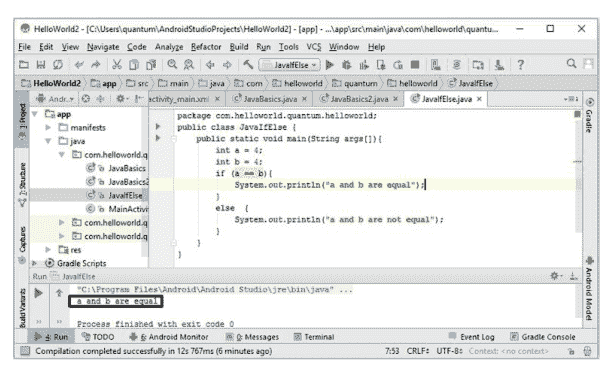 HelloWorld2 - [C:\Users\quantum\AndroidStudioProjects\HelloWorld2] - [app] - ...\app\src\main\java\com\helloworld\quantu...
File Edit View Navigate Code Analyze Refactor Build Run Tools VCS Window Help
JavaIfElse
HelloWorld2 app src main java com helloworld quantum helloworld JavaIfElse
Andr.. activity_main.xml × JavaBasics.java × JavaBasics2.java × JavaIfElse.java ×
1: Project
7: Structure
Captures
Build Variants
app
manifests
java
com.helloworld.q
JavaBasics
JavaBasics2
JavaIfElse
MainActivi
com.helloworld.q
com.helloworld.q
res
Gradle Scripts
package com.helloworld.quantum.helloworld;
public class JavaIfElse {
public static void main(String args[]){
int a = 4;
int b = 4;
if (a == b){
System.out.println("a and b are equal");
}
else {
System.out.println("a and b are not equal");
}
}
}
Gradle
Android Model
Run JavaIfElse
"C:\Program Files\Android\Android Studio\jre\bin\java" ...
a and b are equal
Process finished with exit code 0
4: Run TODO 6: Android Monitor 0: Messages Terminal Event Log Gradle Console
Compilation completed successfully in 12s 767ms (6 minutes ago) 7:53 CRLF÷ UTF-8÷ Context: <no context>